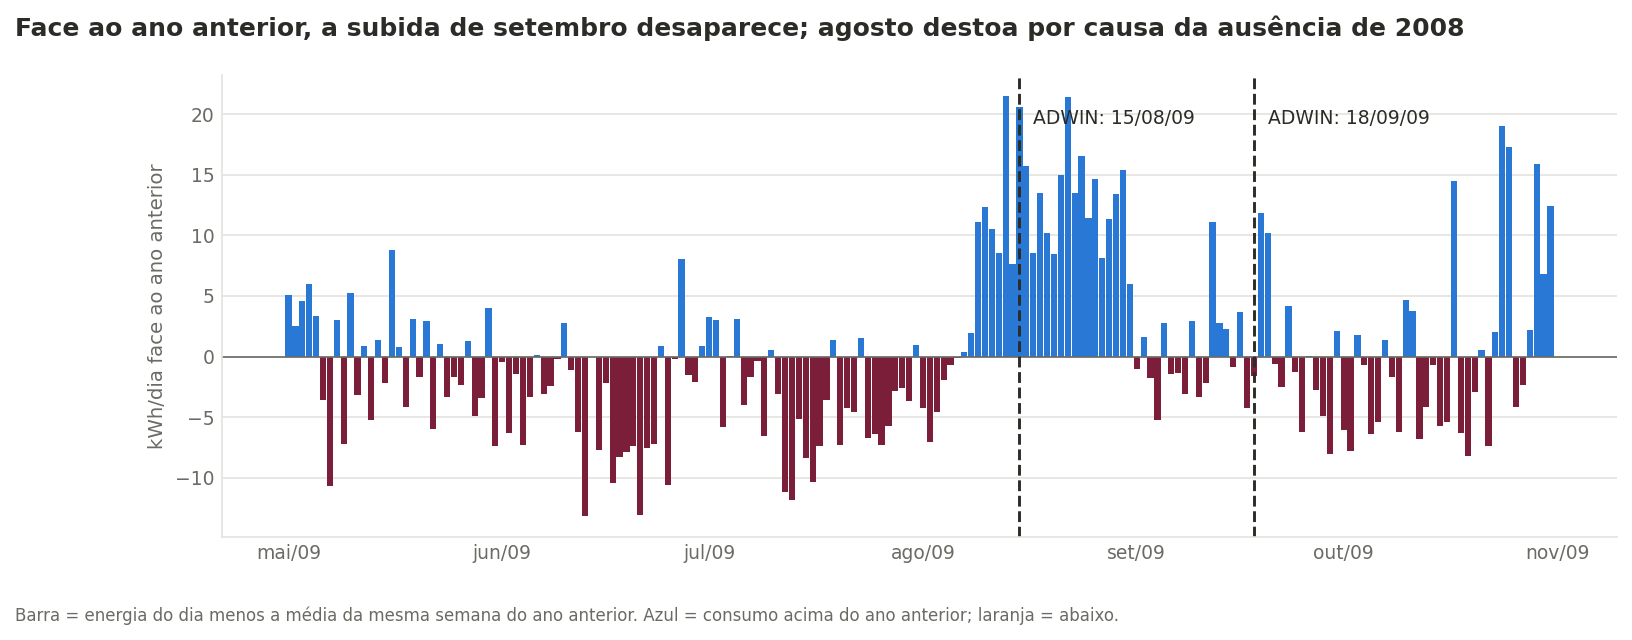 Face ao ano anterior, a subida de setembro desaparece; agosto destoa por causa da ausência de 2008
kWh/dia face ao ano anterior
20
15
10
5
0
−5
−10
ADWIN: 15/08/09
ADWIN: 18/09/09
mai/09
jun/09
jul/09
ago/09
set/09
out/09
nov/09
Barra = energia do dia menos a média da mesma semana do ano anterior. Azul = consumo acima do ano anterior; laranja = abaixo.